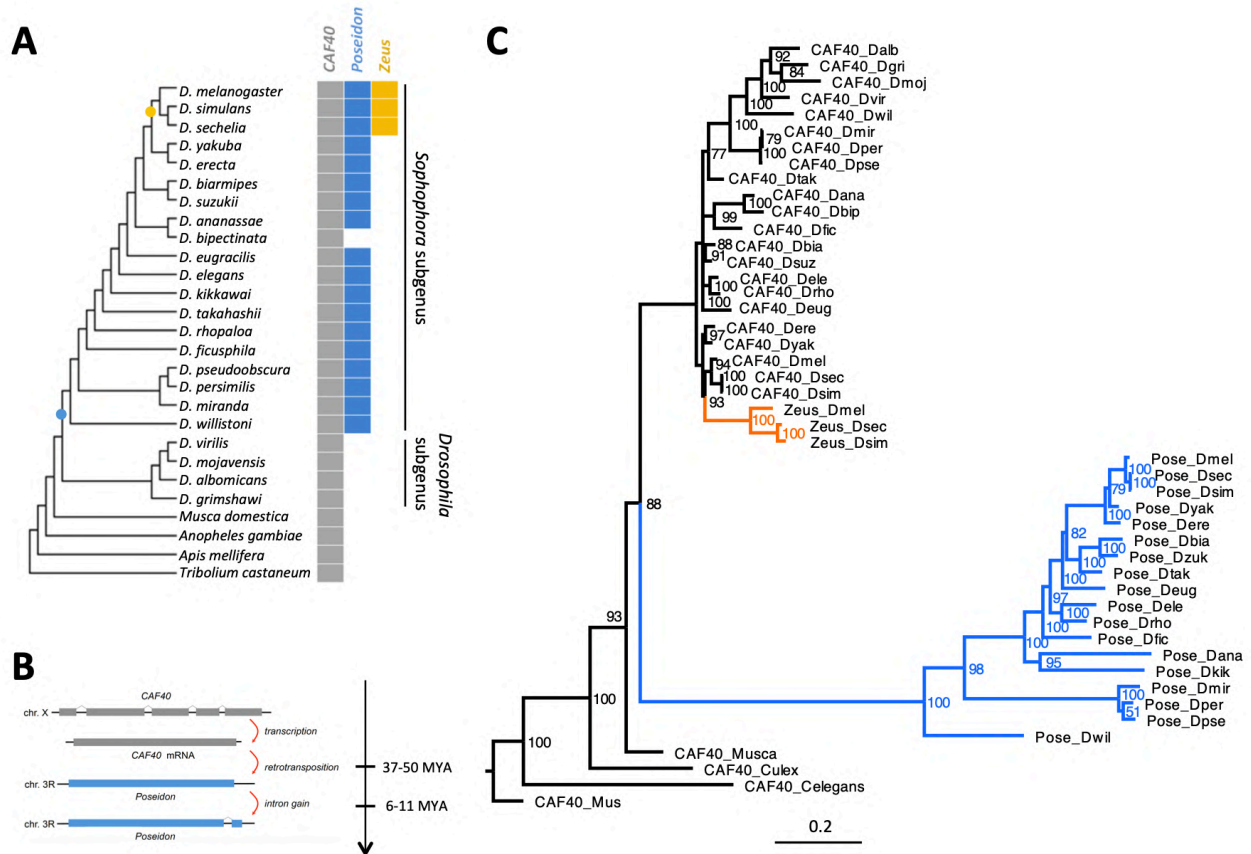 A
CAF40
Poseidon
Zeus
D. melanogaster
D. simulans
D. sechelia
D. yakuba
D. erecta
D. biarmipes
D. suzukii
D. ananassae
D. bipectinata
D. eugracilis
D. elegans
D. kikkawai
D. takahashii
D. rhopaloa
D. ficusphila
D. pseudoobscura
D. persimilis
D. miranda
D. willistoni
D. virilis
D. mojavensis
D. albomicans
D. grimshawi
Musca domestica
Anopheles gambiae
Apis mellifera
Tribolium castaneum
Sophophora subgenus
Drosophila
subgenus
B
CAF40
chr. X
transcription
CAF40 mRNA
retrotransposition
chr. 3R
Poseidon
intron gain
chr. 3R
Poseidon
37-50 MYA
6-11 MYA
C
CAF40_Dalb
92
CAF40_Dgri
84
CAF40_Dmoj
100
CAF40_Dvir
100
CAF40_Dwil
100
CAF40_Dmir
79
CAF40_Dper
100
CAF40_Dpse
77
CAF40_Dtak
CAF40_Dana
100
CAF40_Dbip
99
CAF40_Dfic
88
CAF40_Dbia
91
CAF40_Dsuz
CAF40_Dele
100
CAF40_Drho
100
CAF40_Deug
CAF40_Dere
97
CAF40_Dyak
CAF40_Dmel
94
100
CAF40_Dsec
100
CAF40_Dsim
93
Zeus_Dmel
100
Zeus_Dsec
100
Zeus_Dsim
88
Pose_Dmel
100
Pose_Dsec
100
79
Pose_Dsim
Pose_Dyak
100
Pose_Dere
82
Pose_Dbia
100
Pose_Dzuk
100
Pose_Dtak
100
Pose_Deug
97
Pose_Dele
100
Pose_Drho
100
Pose_Dfic
100
Pose_Dana
95
Pose_Dkik
98
Pose_Dmir
100
Pose_Dper
51
Pose_Dpse
100
Pose_Dwil
93
100
100
CAF40_Musca
CAF40_Culex
CAF40_Celegans
CAF40_Mus
0.2